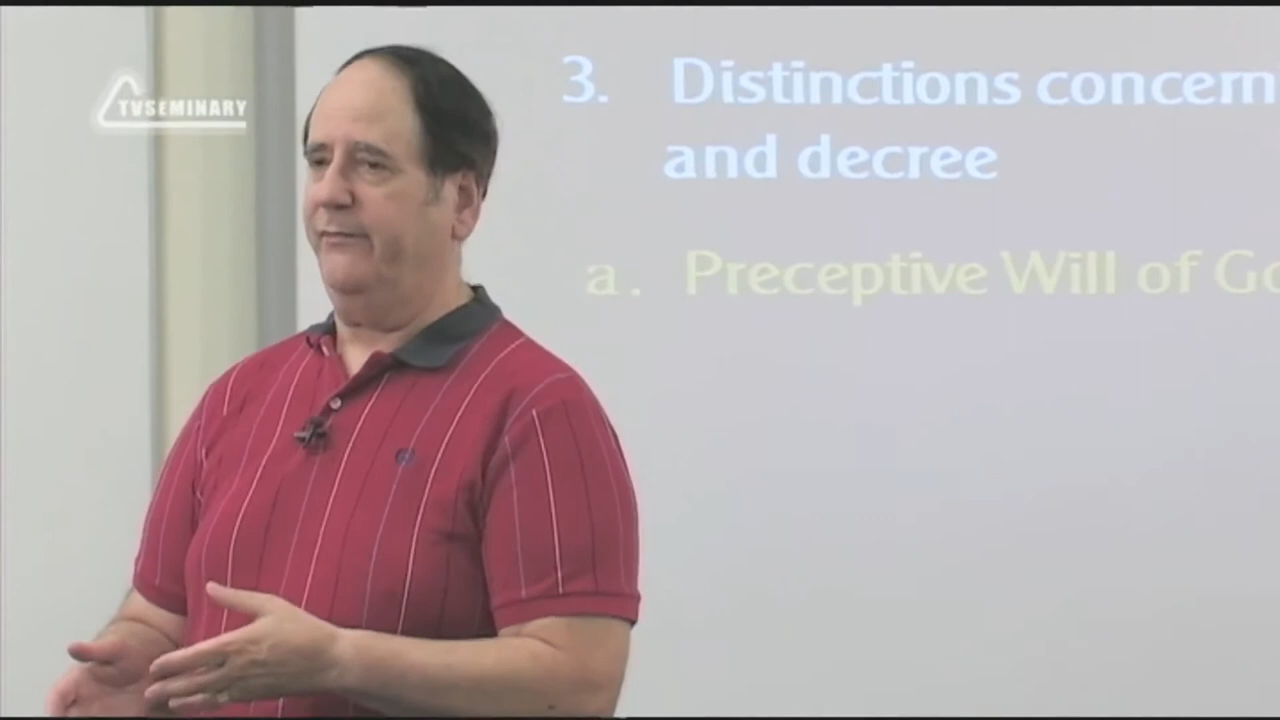 TVSEMINARY
3. Distinctions concern
and decree
a. Preceptive Will of Go